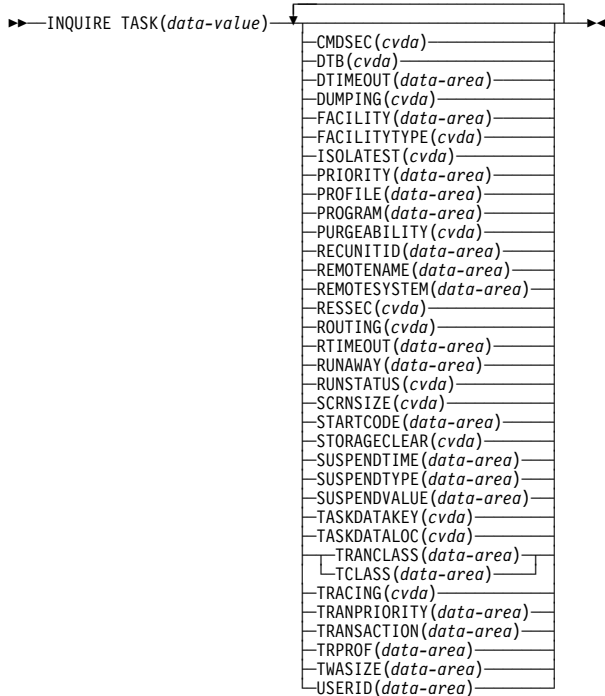 INQUIRE TASK(data-value)
CMDSEC(cvda)
DTB(cvda)
DTIMEOUT(data-area)
DUMPING(cvda)
FACILITY(data-area)
FACILITYTYPE(cvda)
ISOLATEST(cvda)
PRIORITY(data-area)
PROFILE(data-area)
PROGRAM(data-area)
PURGEABILITY(cvda)
RECUNITID(data-area)
REMOTENAME(data-area)
REMOTESYSTEM(data-area)
RESSEC(cvda)
ROUTING(cvda)
RTIMEOUT(data-area)
RUNAWAY(data-area)
RUNSTATUS(cvda)
SCRNSIZE(cvda)
STARTCODE(data-area)
STORAGECLEAR(cvda)
SUSPENDTIME(data-area)
SUSPENDTYPE(data-area)
SUSPENDVALUE(data-area)
TASKDATAKEY(cvda)
TASKDATALOC(cvda)
TRANCLASS(data-area)
TCLASS(data-area)
TRACING(cvda)
TRANPRIORITY(data-area)
TRANSACTION(data-area)
TRPROF(data-area)
TWASIZE(data-area)
USERID(data-area)